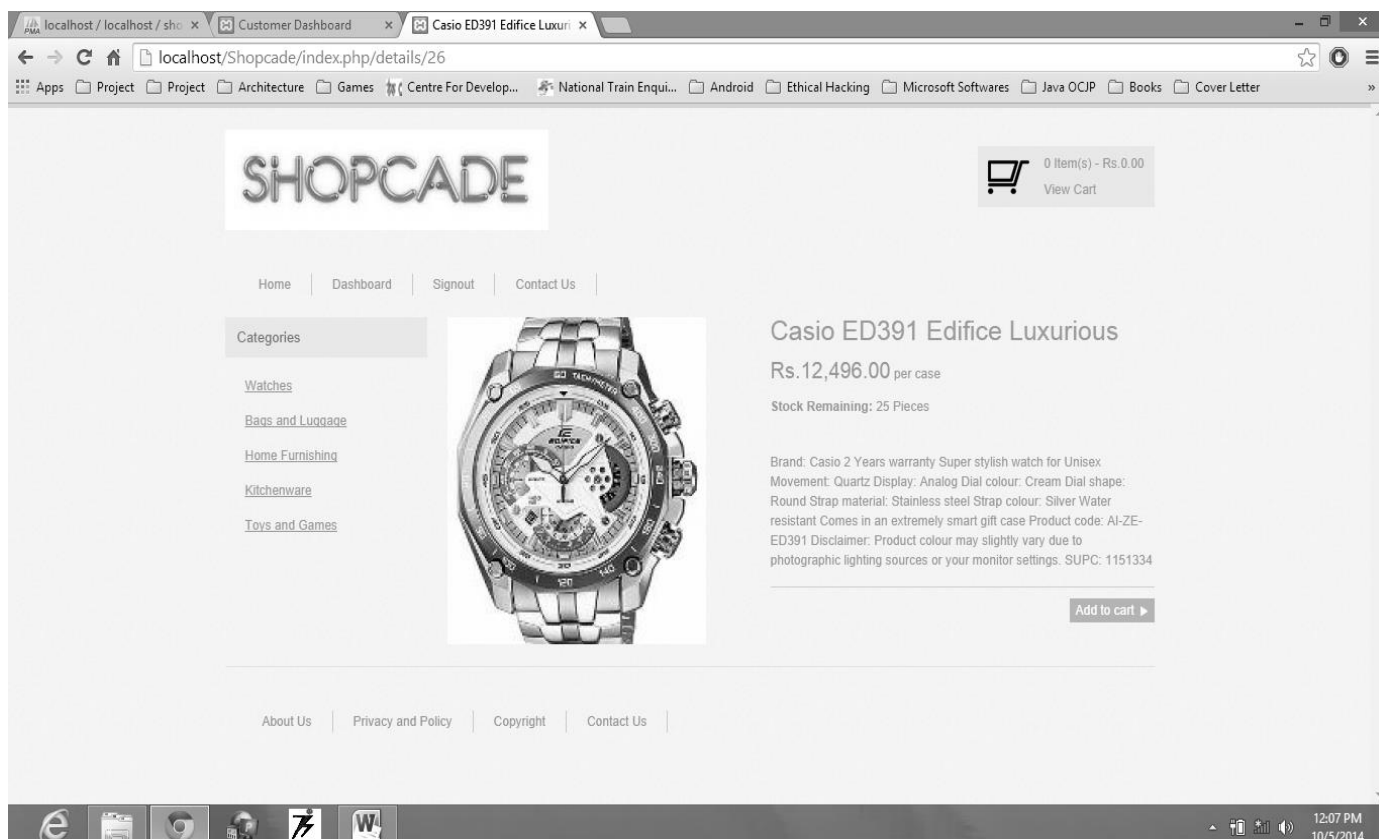 localhost / localhost / sho
Customer Dashboard
Casio ED391 Edifice Luxuri
localhost/Shopcade/index.php/details/26
Apps Project Project Architecture Games Centre For Develop... National Train Enqui... Android Ethical Hacking Microsoft Softwares Java OCJP Books Cover Letter »
SHOPCADE
0 Item(s) - Rs.0.00
View Cart
Home Dashboard Signout Contact Us
Categories
Watches
Bags and Luggage
Home Furnishing
Kitchenware
Toys and Games
TACHYMETER
EDIFICE
120
140
Casio ED391 Edifice Luxurious
Rs.12,496.00 per case
Stock Remaining: 25 Pieces
Brand: Casio 2 Years warranty Super stylish watch for Unisex
Movement: Quartz Display: Analog Dial colour: Cream Dial shape:
Round Strap material: Stainless steel Strap colour: Silver Water
resistant Comes in an extremely smart gift case Product code: AI-ZE-
ED391 Disclaimer: Product colour may slightly vary due to
photographic lighting sources or your monitor settings. SUPC: 1151334
Add to cart
About Us Privacy and Policy Copyright Contact Us
12:07 PM
10/5/2014